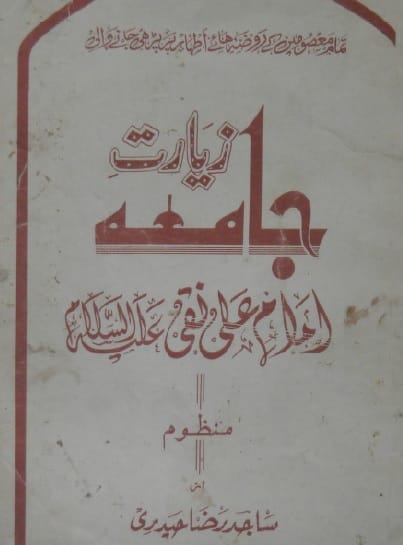 تمام معصومین کے روضہ ہائے اطہار پر پڑھی جانے والی
زیارتِ
جامعہ
امام علی نقی علیہ السلام
منظوم
از
ساجد رضا حیدری